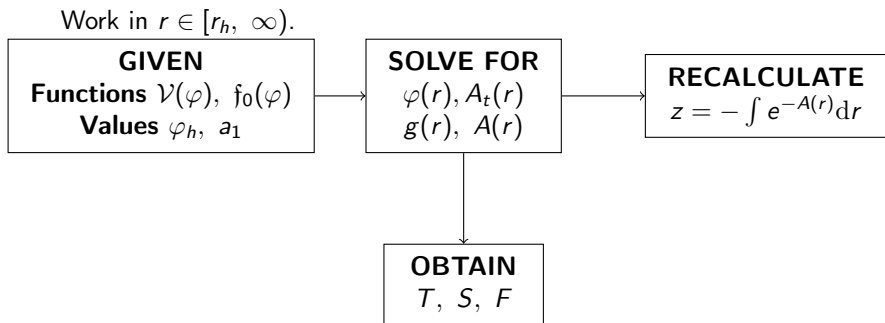 Work in r ∈ [r_h, ∞).
GIVEN
Functions 𝒱(φ), 𝔣₀(φ)
Values φ_h, a₁
SOLVE FOR
φ(r), A_t(r)
g(r), A(r)
RECALCULATE
z = − ∫ e^{−A(r)}dr
OBTAIN
T, S, F